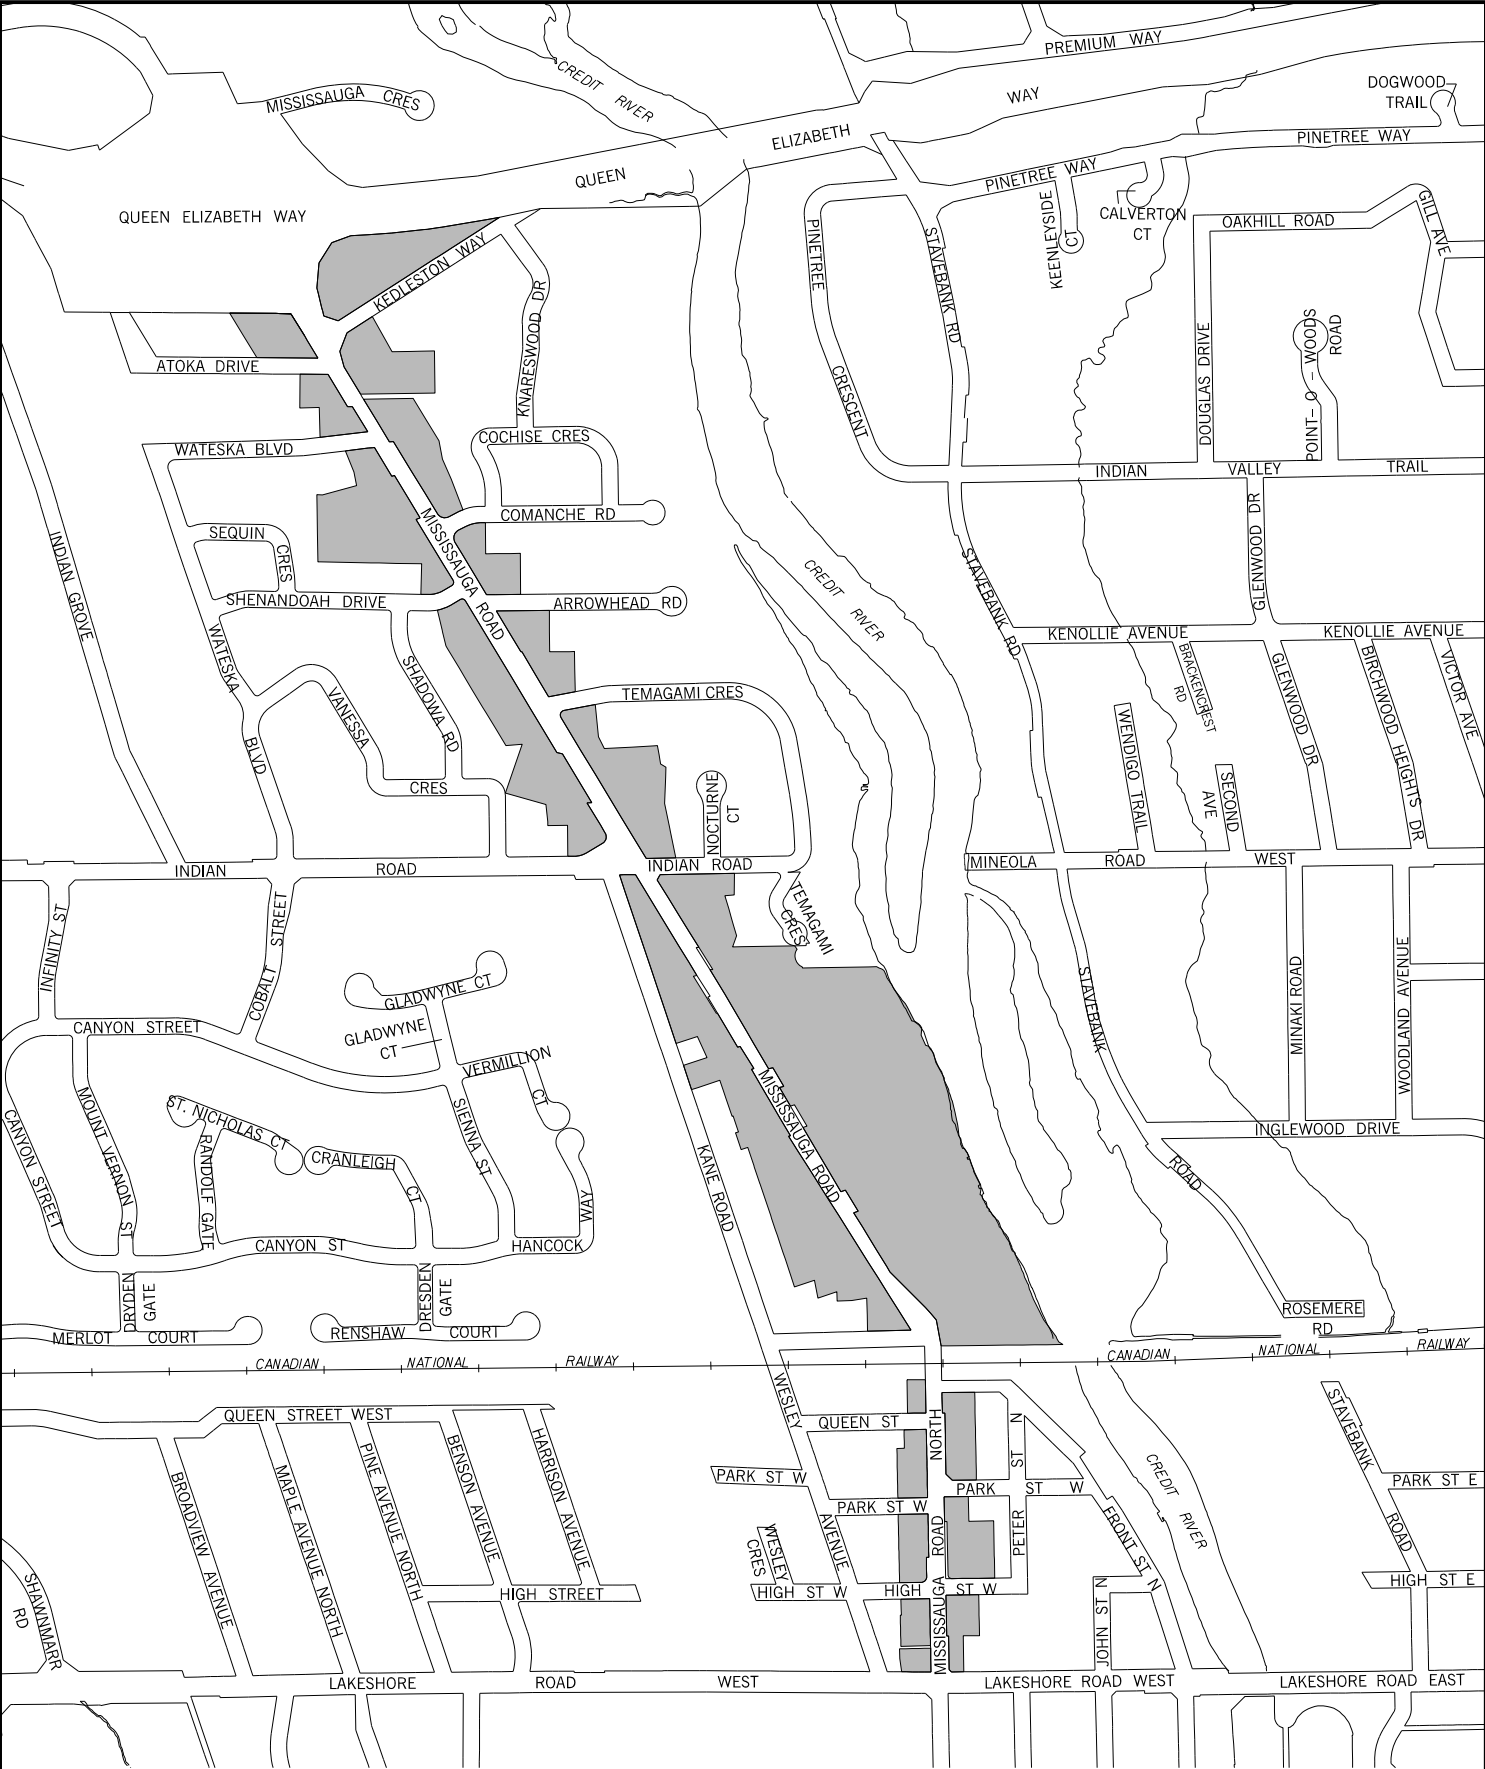 PREMIUM WAY
CREDIT RIVER
MISSISSAUGA CRES
DOGWOOD
TRAIL
WAY
ELIZABETH
QUEEN
PINETREE WAY
PINETREE WAY
QUEEN ELIZABETH WAY
KEENLEYSIDE
CT
CALVERTON
CT
OAKHILL ROAD
GILL AVE
PINETREE
CRESCENT
STAVEBANK RD
KEDLESTON WAY
KNARESWOOD DR
ATOKA DRIVE
DOUGLAS DRIVE
POINT-O-WOODS
ROAD
WATESKA BLVD
COCHISE CRES
INDIAN
VALLEY
TRAIL
COMANCHE RD
MISSISSAUGA ROAD
SEQUIN
CRES
INDIAN GROVE
GLENWOOD DR
STAVEBANK RD
CREDIT RIVER
SHENANDOAH DRIVE
ARROWHEAD RD
KENOLLIE AVENUE
KENOLLIE AVENUE
WATESKA
BLVD
SHADOWA RD
VANESSA
CRES
TEMAGAMI CRES
BRACKENCREST
RD
GLENWOOD DR
BIRCHWOOD HEIGHTS DR
VICTOR AVE
WENDIGO TRAIL
SECOND
AVE
NOCTURNE
CT
INDIAN
ROAD
INDIAN ROAD
MINEOLA
ROAD
WEST
TEMAGAMI
CRES
INFINITY ST
COBALT STREET
GLADWYNE CT
GLADWYNE
CT
CANYON STREET
VERMILLION
CT
STAVEBANK
ROAD
MINAKI ROAD
WOODLAND AVENUE
MOUNT VERNON ST
CANYON STREET
ST. NICHOLAS CT
RANDOLF GATE
CRANLEIGH
CT
SIENNA ST
MISSISSAUGA ROAD
KANE ROAD
INGLEWOOD DRIVE
CANYON ST
HANCOCK
WAY
DRYDEN
GATE
DRESDEN
GATE
MERLOT COURT
RENSHAW COURT
ROSEMERE
RD
CANADIAN
NATIONAL
RAILWAY
CANADIAN
NATIONAL
RAILWAY
WESLEY
AVENUE
QUEEN STREET WEST
QUEEN ST
NORTH
ROAD
MISSISSAUGA
PETER
ST N
STAVEBANK
ROAD
BROADVIEW AVENUE
MAPLE AVENUE NORTH
PINE AVENUE NORTH
BENSON AVENUE
HARRISON AVENUE
PARK ST W
PARK ST W
PARK ST W
CREDIT RIVER
PARK ST E
WESLEY
CRES
FRONT ST N
HIGH STREET
HIGH ST W
HIGH ST W
HIGH ST E
SHAWNMARR
RD
JOHN ST N
LAKESHORE
ROAD
WEST
LAKESHORE ROAD WEST
LAKESHORE ROAD EAST